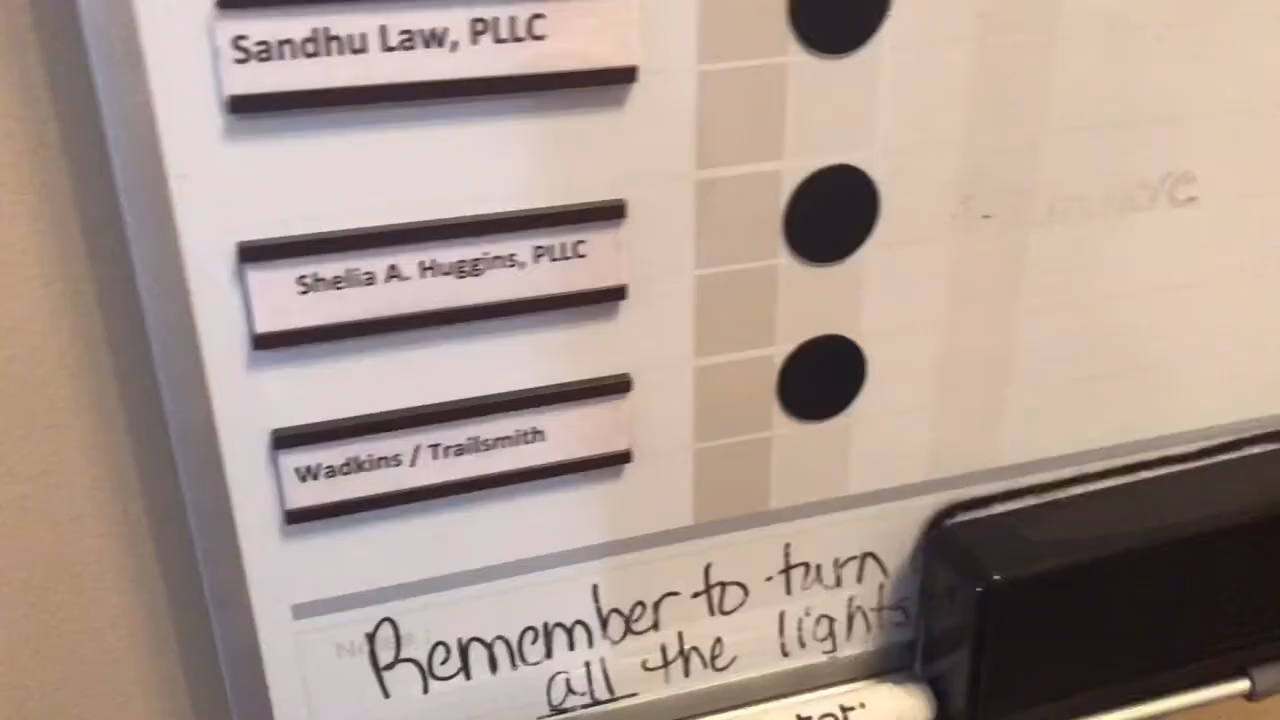 Sandhu Law, PLLC
Shelia A. Huggins, PLLC
Wadkins / Trailsmith
Remember to turn
all the lights